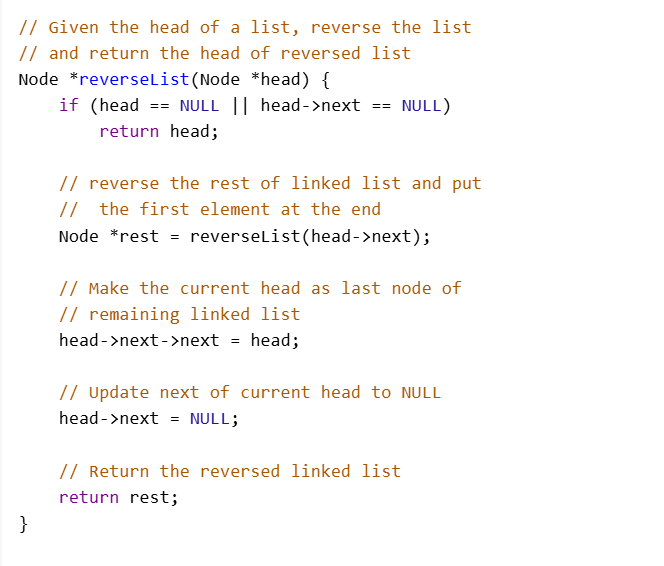 // Given the head of a list, reverse the list
// and return the head of reversed list
Node *reverseList(Node *head) {
    if (head == NULL || head->next == NULL)
        return head;

    // reverse the rest of linked list and put
    //  the first element at the end
    Node *rest = reverseList(head->next);

    // Make the current head as last node of
    // remaining linked list
    head->next->next = head;

    // Update next of current head to NULL
    head->next = NULL;

    // Return the reversed linked list
    return rest;
}